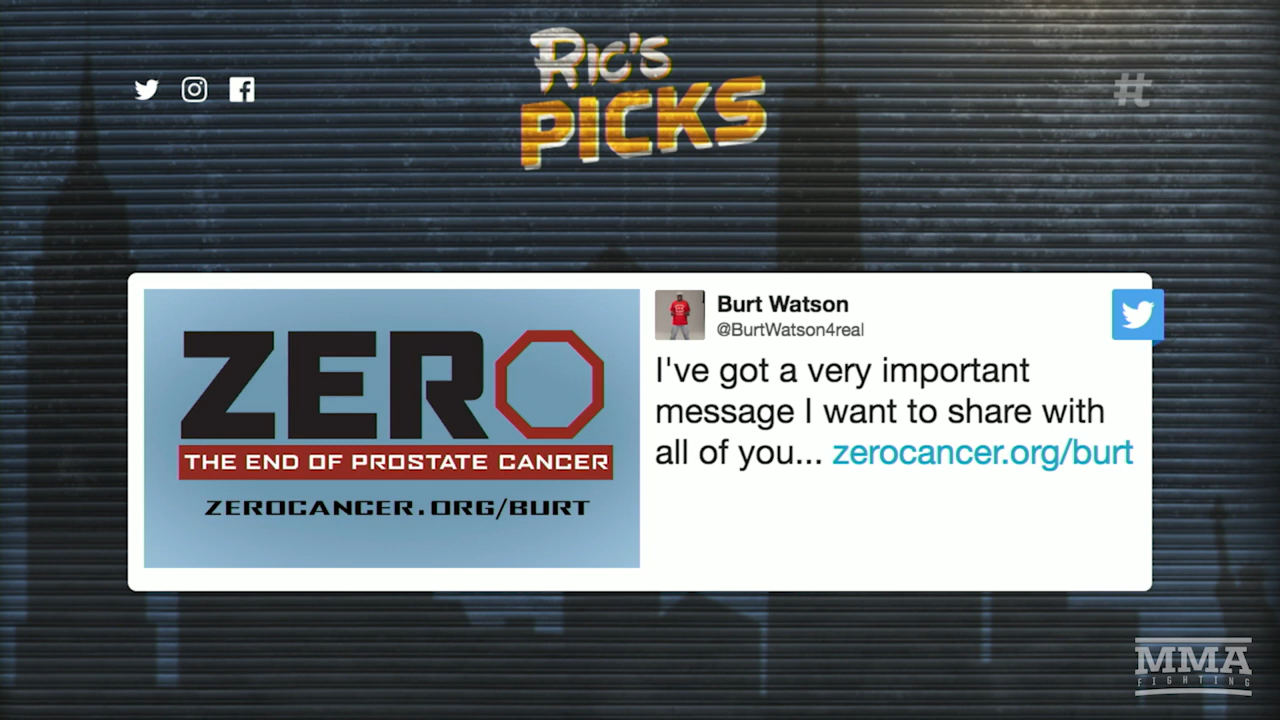 RIC'S
PICKS
#
ZERO
THE END OF PROSTATE CANCER
ZEROCANCER.ORG/BURT
Burt Watson
@BurtWatson4real
I've got a very important
message I want to share with
all of you... zerocancer.org/burt
MMA
FIGHTING